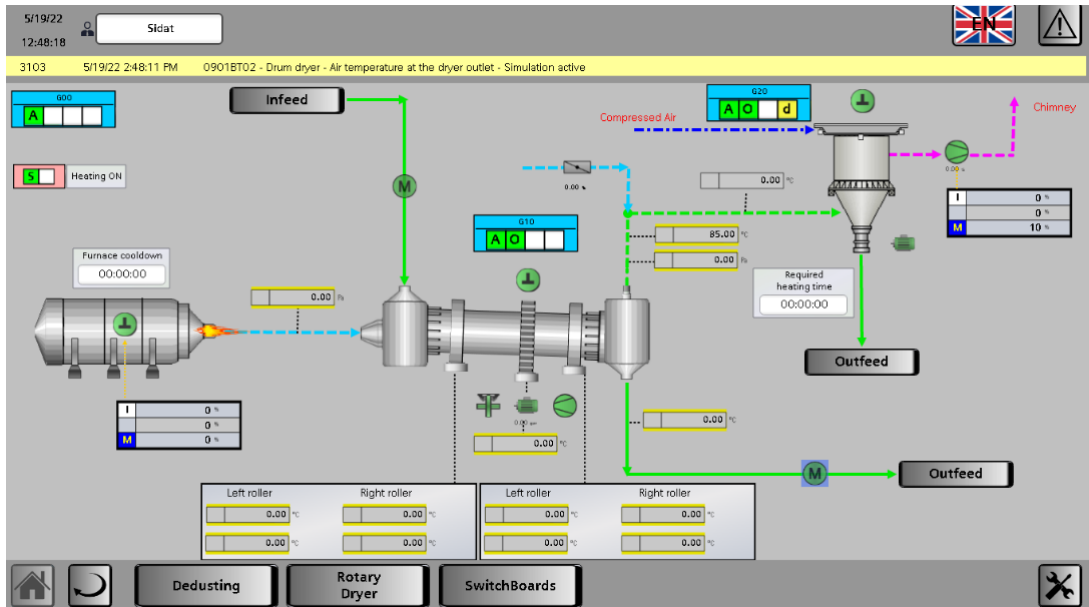 5/19/22
12:48:18
Sidat
EN
3103 5/19/22 2:48:11 PM 0901BT02 - Drum dryer - Air temperature at the dryer outlet - Simulation active
G00
A
Infeed
G20
A O d
Compressed Air
Chimney
S Heating ON
M
0.00 %
0.00 °C
I 0 %
0 %
M 10 %
G10
A O
85.00 °C
0.00 Pa
Furnace cooldown
00:00:00
Required
heating time
00:00:00
0.00
Outfeed
I 0 %
0 %
M 0 %
0.00
0.00 °C
0.00 °C
M
Outfeed
Left roller Right roller Left roller Right roller
0.00 °C 0.00 °C 0.00 °C 0.00 °C
0.00 °C 0.00 °C 0.00 °C 0.00 °C
Dedusting
Rotary
Dryer
SwitchBoards